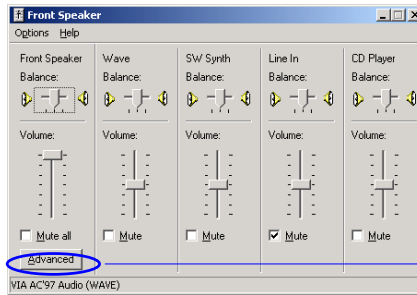 Front Speaker
Options Help
Front Speaker Wave SW Synth Line In CD Player
Balance: Balance: Balance: Balance: Balance:
Volume: Volume: Volume: Volume: Volume:
Mute all Mute Mute Mute Mute
Advanced
VIA AC'97 Audio (WAVE)